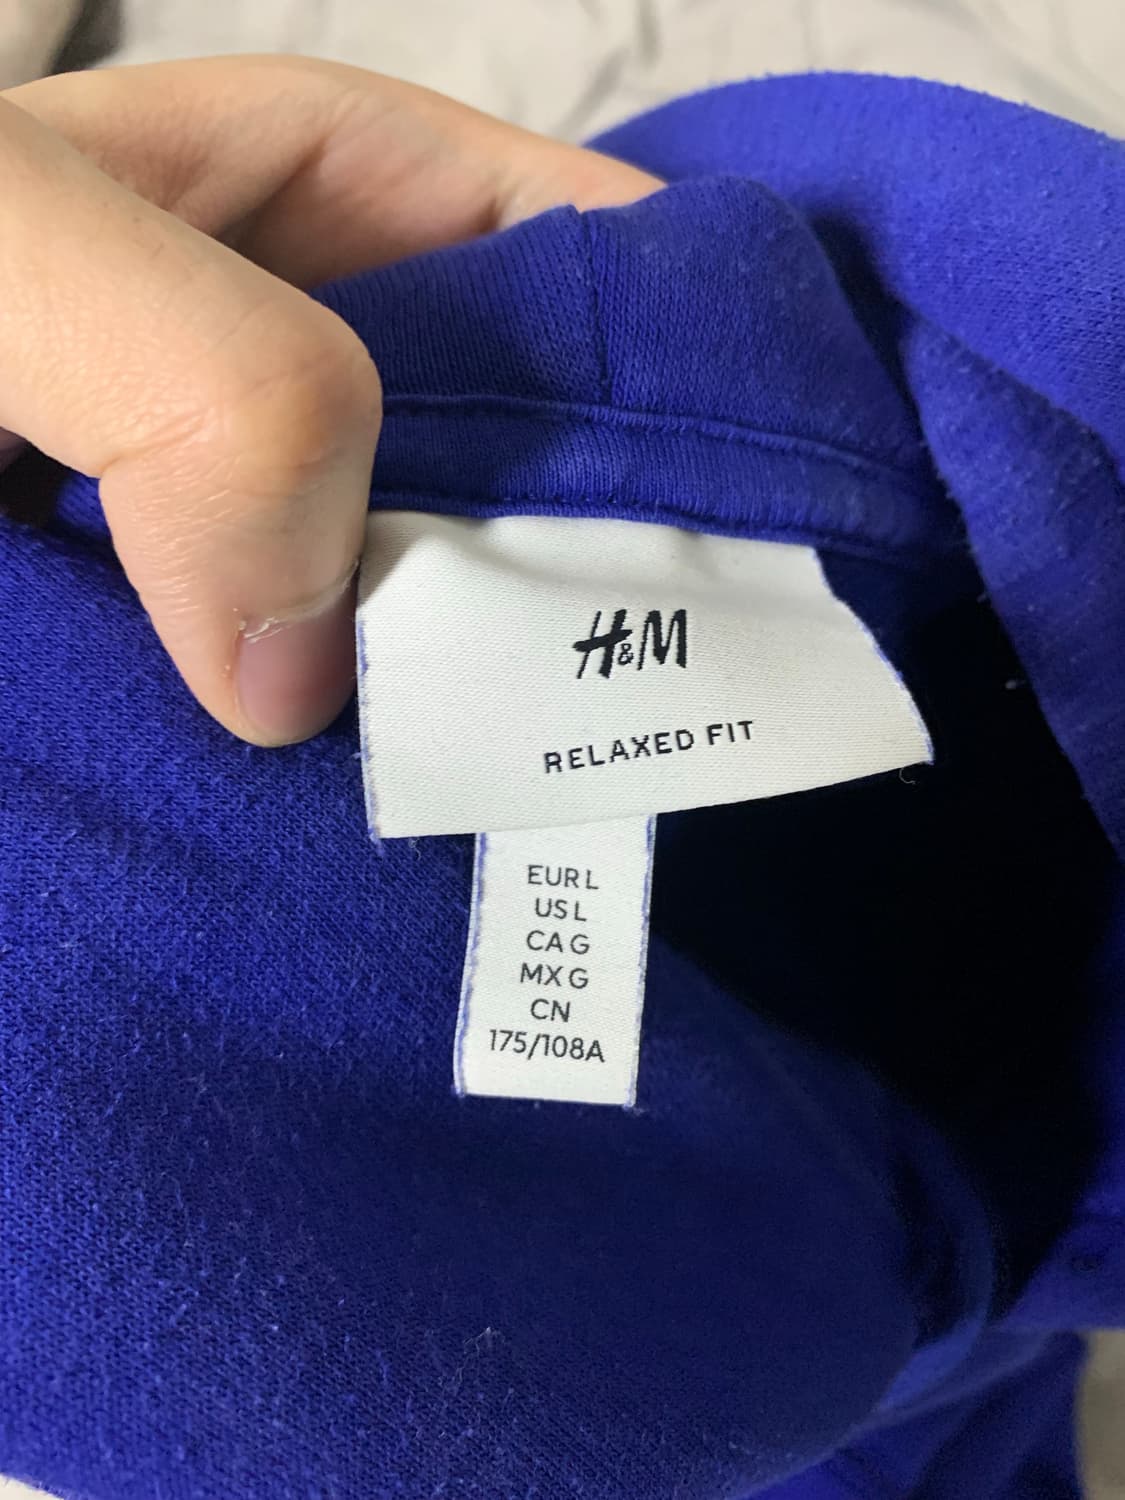 H&M
RELAXED FIT
EUR L
US L
CA G
MX G
CN
175/108A